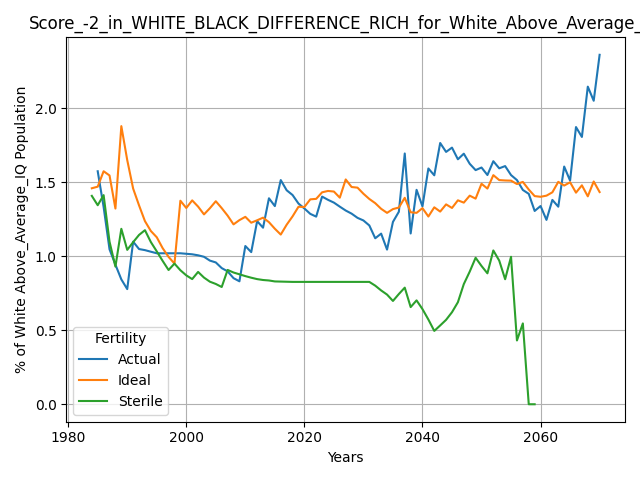 Score_-2_in_WHITE_BLACK_DIFFERENCE_RICH_for_White_Above_Average_
% of White Above_Average_IQ Population
2.0
1.5
1.0
0.5
0.0
Fertility
Actual
Ideal
Sterile
1980
2000
2020
2040
2060
Years